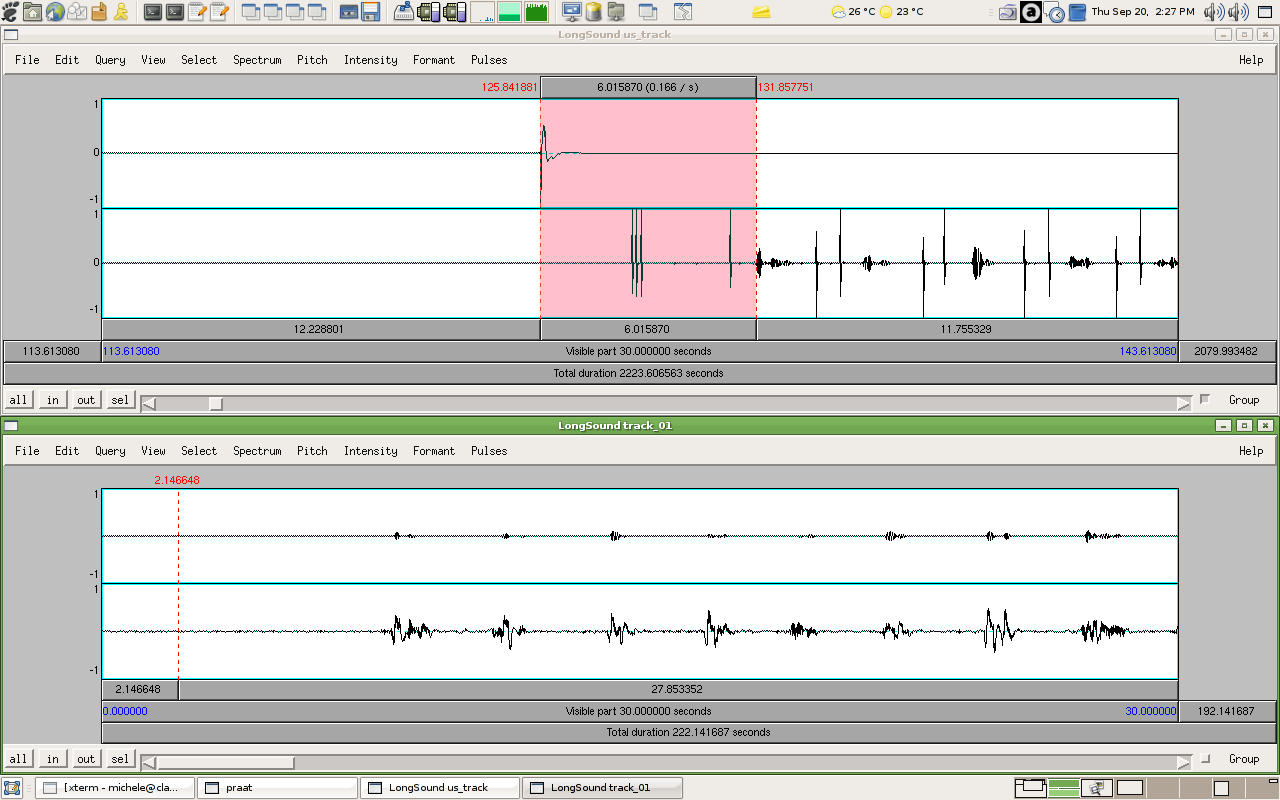 26 °C 23 °C Thu Sep 20, 2:27 PM
LongSound us_track
File Edit Query View Select Spectrum Pitch Intensity Formant Pulses Help
125.841881 6.015870 (0.166 / s) 131.857751
1
0
-1
1
0
-1
12.228801 6.015870 11.755329
113.613080 113.613080 Visible part 30.000000 seconds 143.613080 2079.993482
Total duration 2223.606563 seconds
all in out sel Group
LongSound track_01
File Edit Query View Select Spectrum Pitch Intensity Formant Pulses Help
2.146648
1
-1
1
-1
2.146648 27.853352
0.000000 Visible part 30.000000 seconds 30.000000 192.141687
Total duration 222.141687 seconds
all in out sel Group
[xterm - michele@cla... praat LongSound us_track LongSound track_01